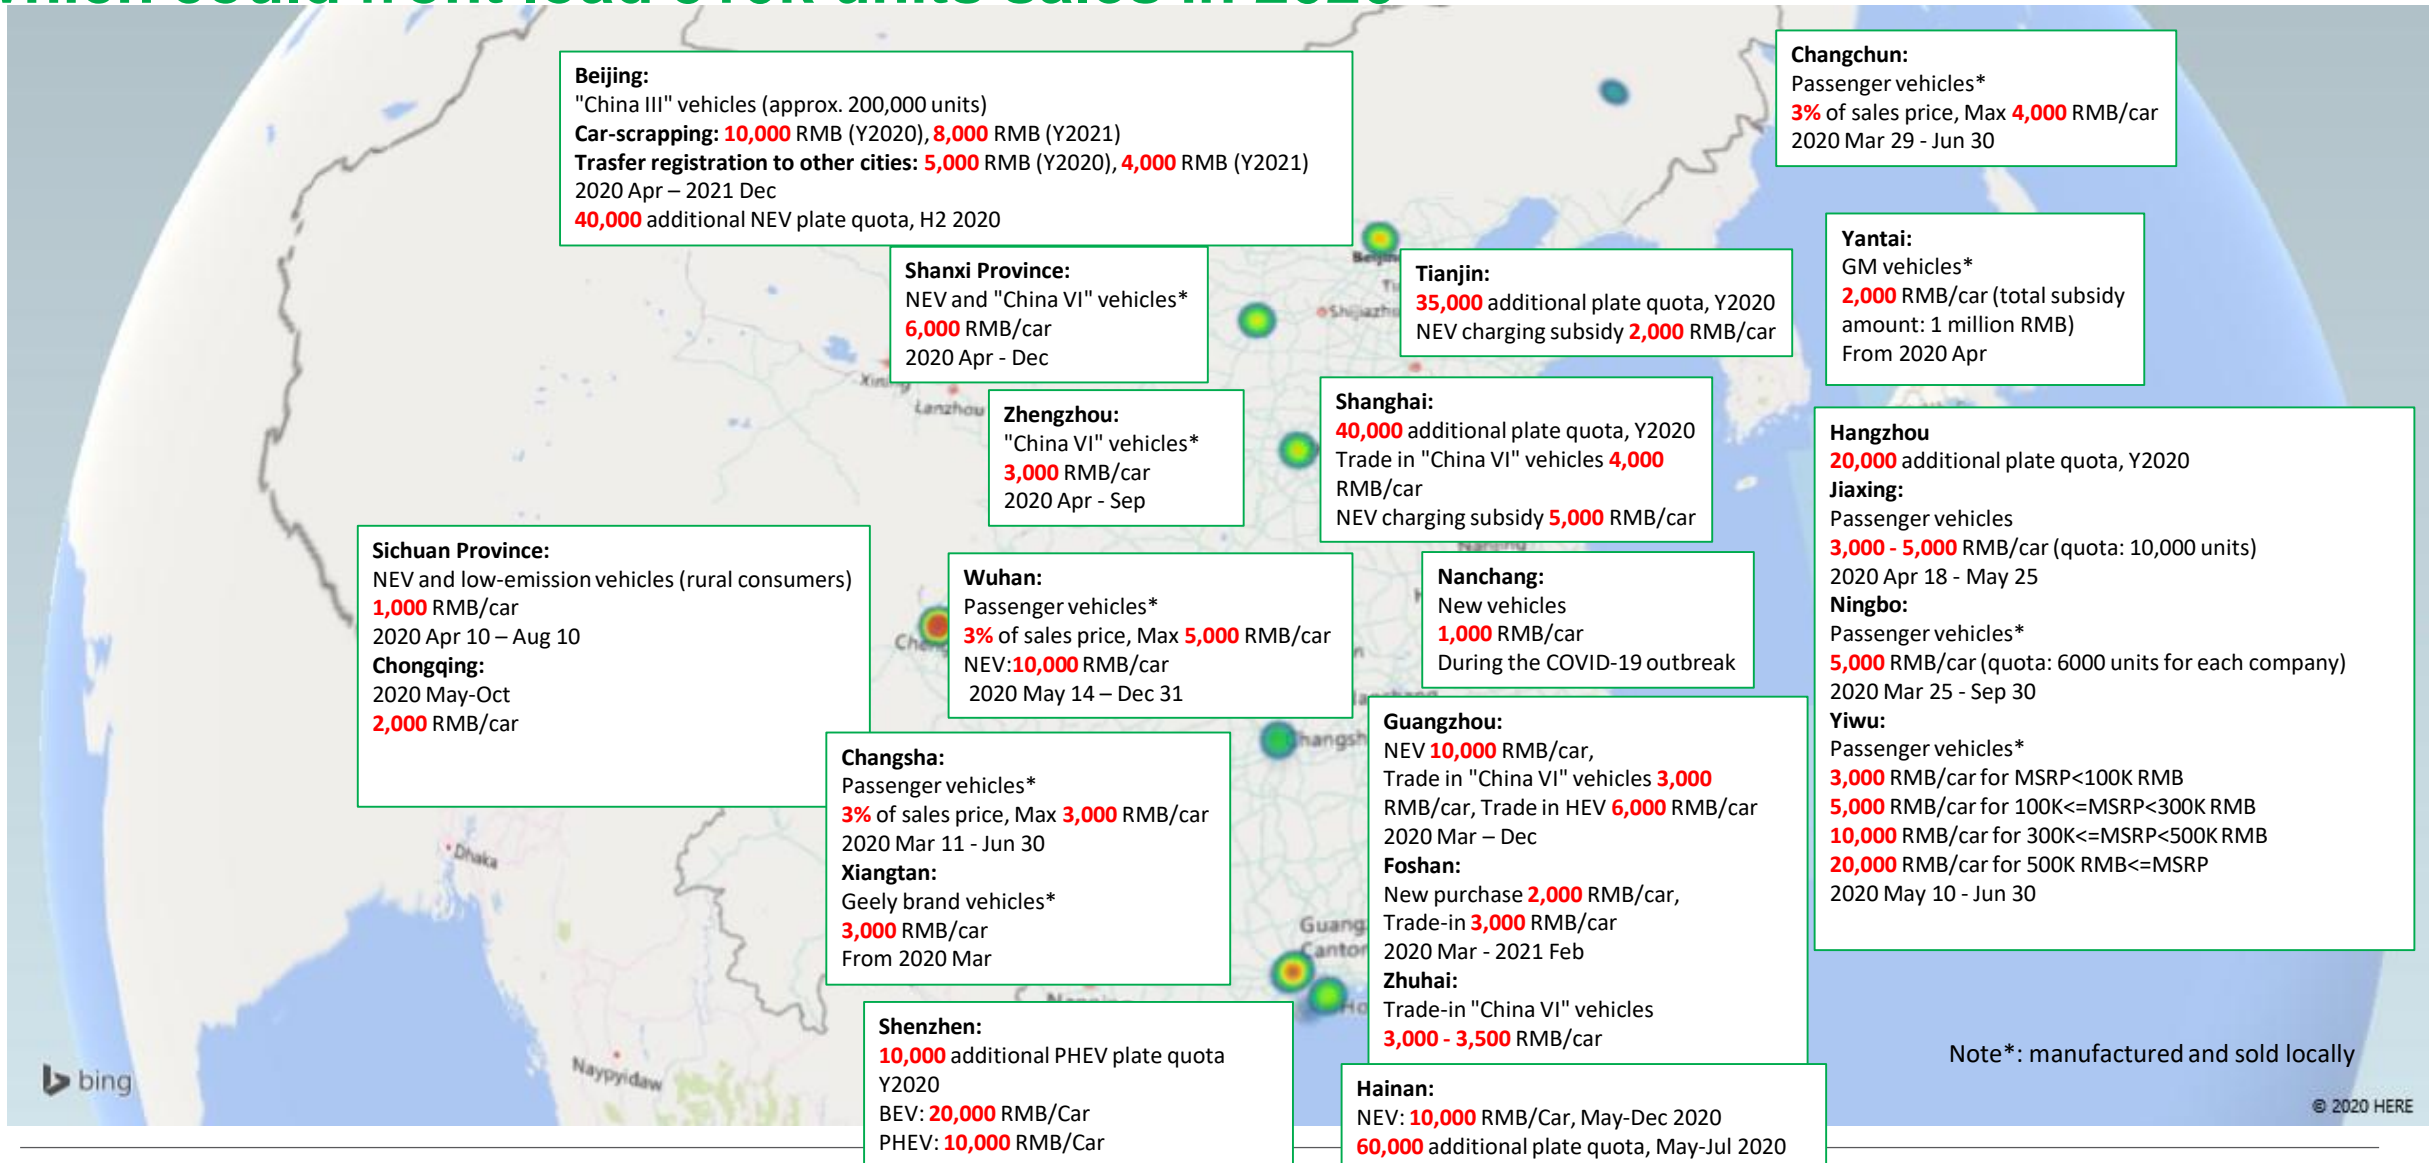 which could front-load 640k units sales in 2020
Beijing:
"China III" vehicles (approx. 200,000 units)
Car-scrapping: 10,000 RMB (Y2020), 8,000 RMB (Y2021)
Trasfer registration to other cities: 5,000 RMB (Y2020), 4,000 RMB (Y2021)
2020 Apr – 2021 Dec
40,000 additional NEV plate quota, H2 2020
Changchun:
Passenger vehicles*
3% of sales price, Max 4,000 RMB/car
2020 Mar 29 - Jun 30
Shanxi Province:
NEV and "China VI" vehicles*
6,000 RMB/car
2020 Apr - Dec
Tianjin:
35,000 additional plate quota, Y2020
NEV charging subsidy 2,000 RMB/car
Yantai:
GM vehicles*
2,000 RMB/car (total subsidy
amount: 1 million RMB)
From 2020 Apr
Zhengzhou:
"China VI" vehicles*
3,000 RMB/car
2020 Apr - Sep
Shanghai:
40,000 additional plate quota, Y2020
Trade in "China VI" vehicles 4,000
RMB/car
NEV charging subsidy 5,000 RMB/car
Hangzhou
20,000 additional plate quota, Y2020
Jiaxing:
Passenger vehicles
3,000 - 5,000 RMB/car (quota: 10,000 units)
2020 Apr 18 - May 25
Ningbo:
Passenger vehicles*
5,000 RMB/car (quota: 6000 units for each company)
2020 Mar 25 - Sep 30
Yiwu:
Passenger vehicles*
3,000 RMB/car for MSRP<100K RMB
5,000 RMB/car for 100K<=MSRP<300K RMB
10,000 RMB/car for 300K<=MSRP<500K RMB
20,000 RMB/car for 500K RMB<=MSRP
2020 May 10 - Jun 30
Sichuan Province:
NEV and low-emission vehicles (rural consumers)
1,000 RMB/car
2020 Apr 10 – Aug 10
Chongqing:
2020 May-Oct
2,000 RMB/car
Wuhan:
Passenger vehicles*
3% of sales price, Max 5,000 RMB/car
NEV:10,000 RMB/car
2020 May 14 – Dec 31
Nanchang:
New vehicles
1,000 RMB/car
During the COVID-19 outbreak
Changsha:
Passenger vehicles*
3% of sales price, Max 3,000 RMB/car
2020 Mar 11 - Jun 30
Xiangtan:
Geely brand vehicles*
3,000 RMB/car
From 2020 Mar
Guangzhou:
NEV 10,000 RMB/car,
Trade in "China VI" vehicles 3,000
RMB/car, Trade in HEV 6,000 RMB/car
2020 Mar – Dec
Foshan:
New purchase 2,000 RMB/car,
Trade-in 3,000 RMB/car
2020 Mar - 2021 Feb
Zhuhai:
Trade-in "China VI" vehicles
3,000 - 3,500 RMB/car
Shenzhen:
10,000 additional PHEV plate quota
Y2020
BEV: 20,000 RMB/Car
PHEV: 10,000 RMB/Car
Hainan:
NEV: 10,000 RMB/Car, May-Dec 2020
60,000 additional plate quota, May-Jul 2020
Note*: manufactured and sold locally
Beijing
Xining
Lanzhou
Dhaka
Naypyidaw
Canton
bing
© 2020 HERE